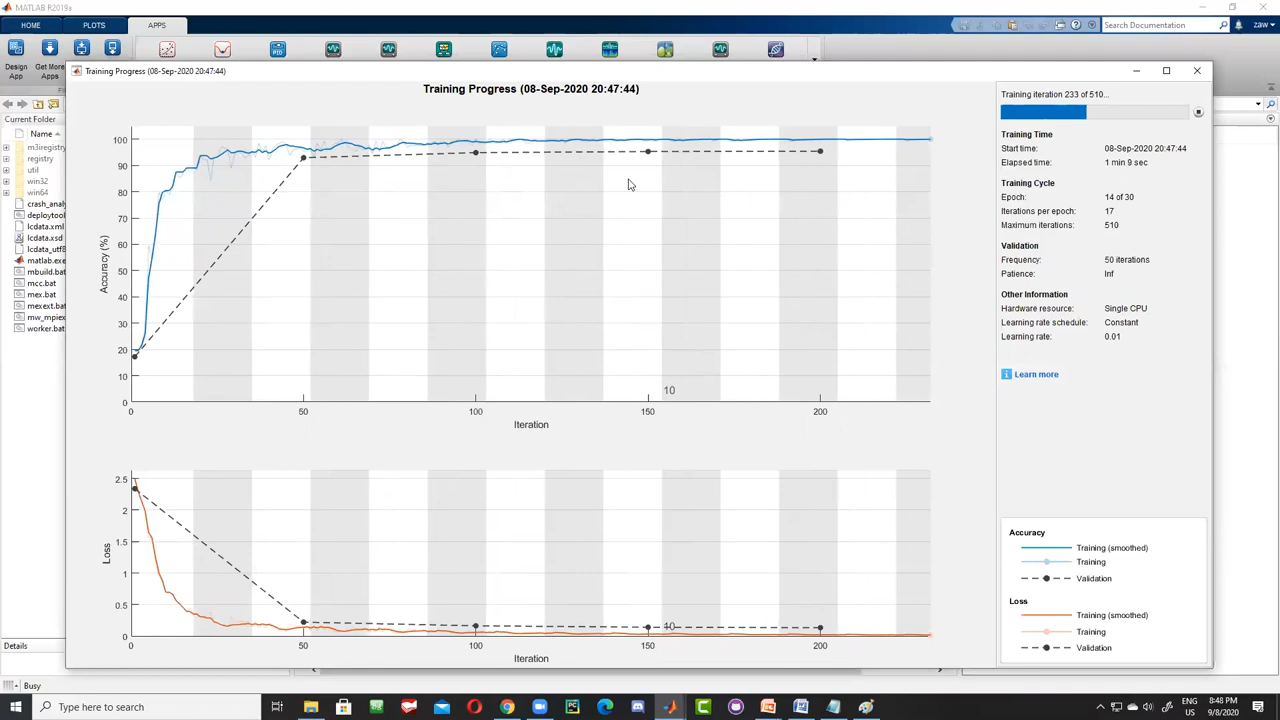 MATLAB R2019a
HOME PLOTS APPS
Search Documentation
zaw
Design App
Get More Apps
PID
Training Progress (08-Sep-2020 20:47:44)
Current Folder
Name
m3iregistry
registry
util
win32
win64
crash_analy
deploytool
lcdata.xml
lcdata.xsd
lcdata_utf8
matlab.exe
mbuild.bat
mcc.bat
mex.bat
mexext.bat
mw_mpiex
worker.bat
Details
Busy
Training Progress (08-Sep-2020 20:47:44)
Accuracy (%)
100
90
80
70
60
50
40
30
20
10
0
10
0 50 100 150 200
Iteration
Loss
2.5
2
1.5
1
0.5
0
10
0 50 100 150 200
Iteration
Training iteration 233 of 510...
Training Time
Start time: 08-Sep-2020 20:47:44
Elapsed time: 1 min 9 sec
Training Cycle
Epoch: 14 of 30
Iterations per epoch: 17
Maximum iterations: 510
Validation
Frequency: 50 iterations
Patience: Inf
Other Information
Hardware resource: Single CPU
Learning rate schedule: Constant
Learning rate: 0.01
Learn more
Accuracy
Training (smoothed)
Training
Validation
Loss
Training (smoothed)
Training
Validation
Type here to search
ENG
US
8:48 PM
9/8/2020